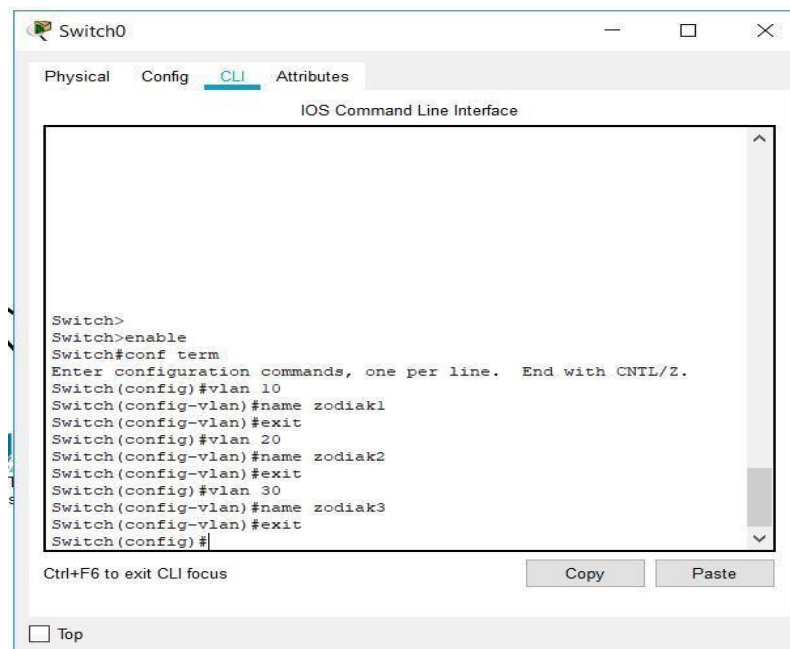 Switch0
Physical Config CLI Attributes
IOS Command Line Interface
Switch>
Switch>enable
Switch#conf term
Enter configuration commands, one per line.  End with CNTL/Z.
Switch(config)#vlan 10
Switch(config-vlan)#name zodiak1
Switch(config-vlan)#exit
Switch(config)#vlan 20
Switch(config-vlan)#name zodiak2
Switch(config-vlan)#exit
Switch(config)#vlan 30
Switch(config-vlan)#name zodiak3
Switch(config-vlan)#exit
Switch(config)#
Ctrl+F6 to exit CLI focus
Copy Paste
Top